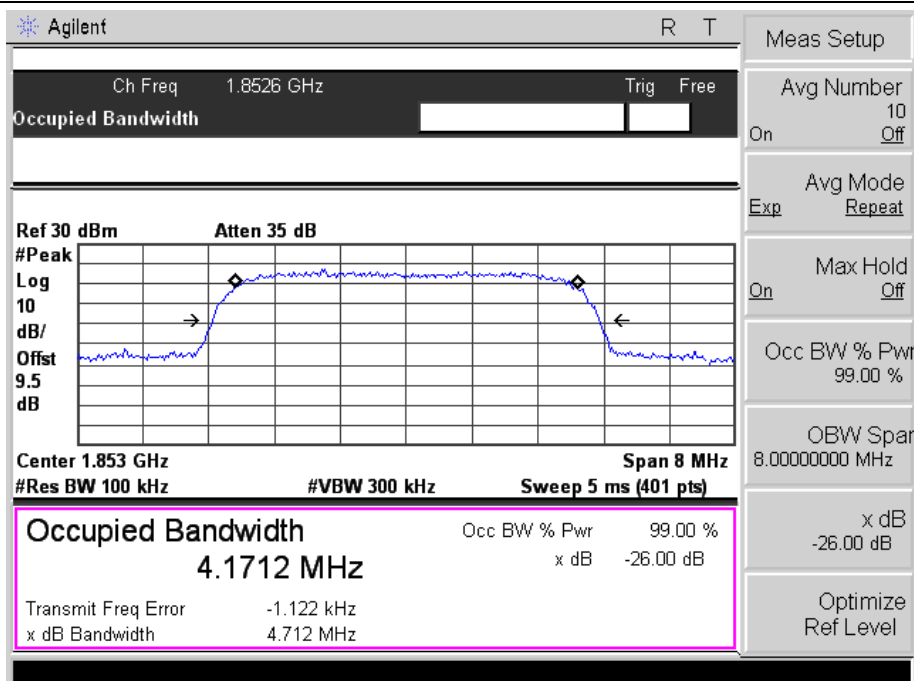 Agilent R T
Ch Freq 1.8526 GHz Trig Free
Occupied Bandwidth
Ref 30 dBm Atten 35 dB
#Peak
Log
10
dB/
Offst
9.5
dB
Center 1.853 GHz Span 8 MHz
#Res BW 100 kHz #VBW 300 kHz Sweep 5 ms (401 pts)
Occupied Bandwidth
4.1712 MHz
Occ BW % Pwr 99.00 %
x dB -26.00 dB
Transmit Freq Error -1.122 kHz
x dB Bandwidth 4.712 MHz
Meas Setup
Avg Number
10
On Off
Avg Mode
Exp Repeat
Max Hold
On Off
Occ BW % Pwr
99.00 %
OBW Span
8.00000000 MHz
x dB
-26.00 dB
Optimize
Ref Level